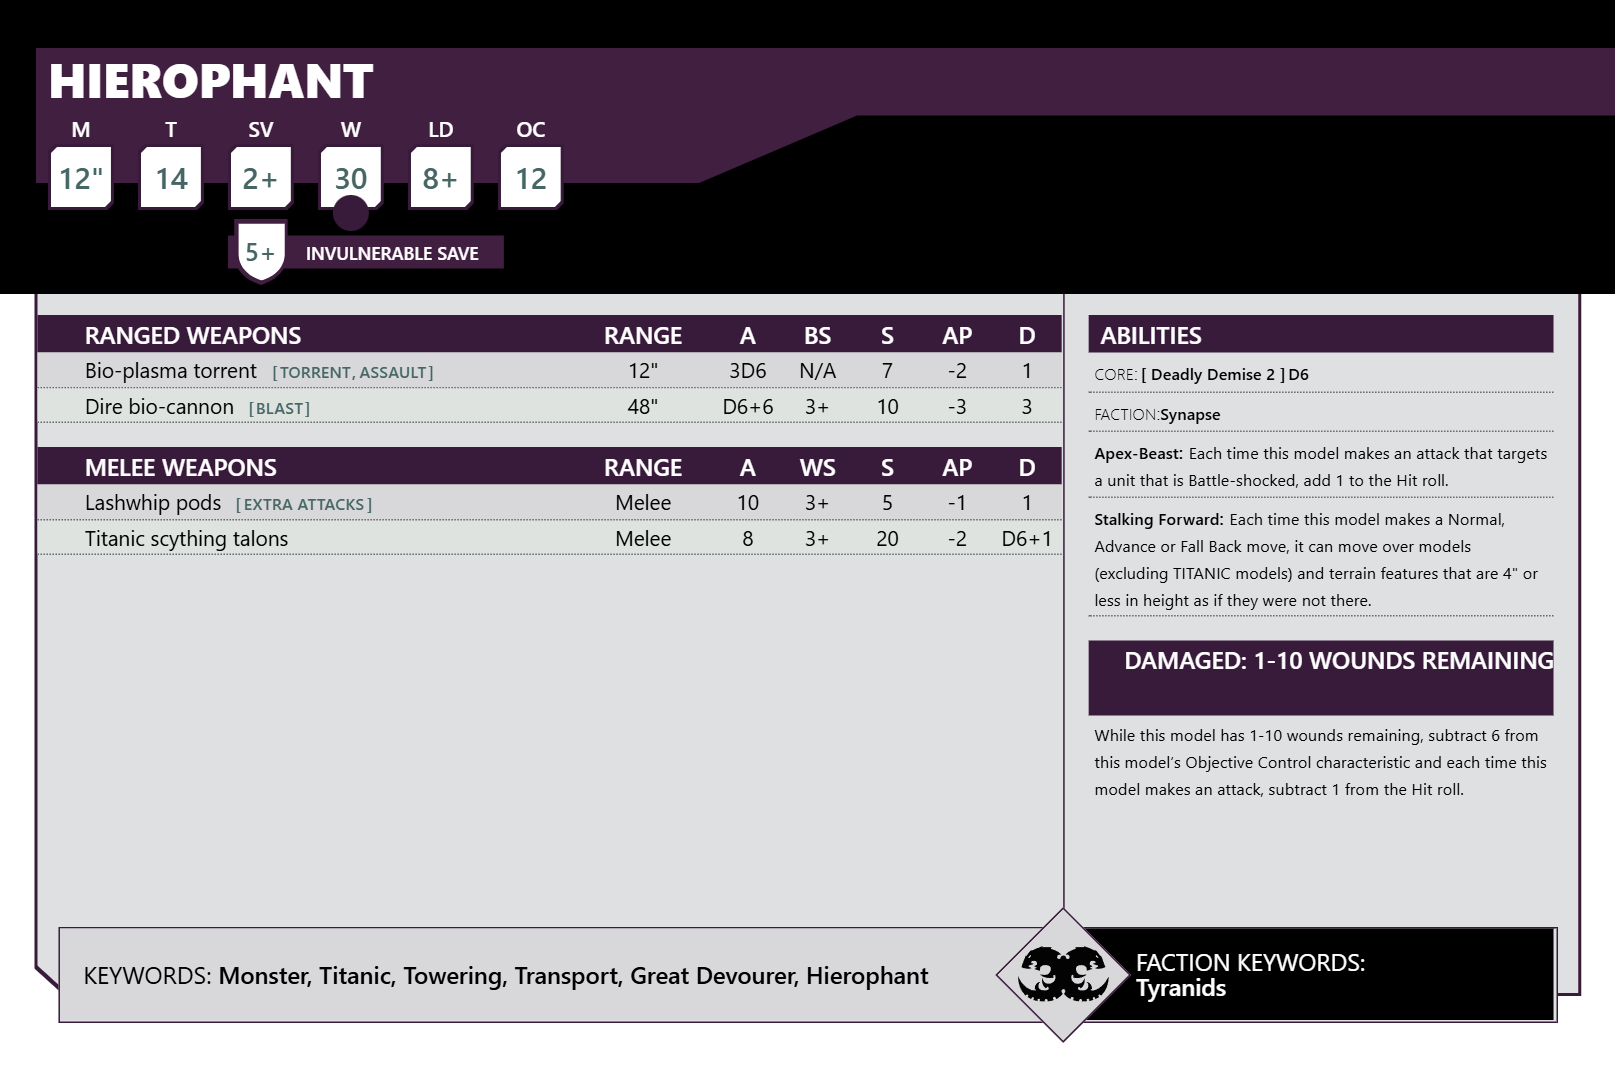 HIEROPHANT
M T SV W LD OC
12" 14 2+ 30 8+ 12
5+ INVULNERABLE SAVE
RANGED WEAPONS RANGE A BS S AP D
Bio-plasma torrent [TORRENT, ASSAULT] 12" 3D6 N/A 7 -2 1
Dire bio-cannon [BLAST] 48" D6+6 3+ 10 -3 3
MELEE WEAPONS RANGE A WS S AP D
Lashwhip pods [EXTRA ATTACKS] Melee 10 3+ 5 -1 1
Titanic scything talons Melee 8 3+ 20 -2 D6+1
ABILITIES
CORE: [ Deadly Demise 2 ] D6
FACTION:Synapse
Apex-Beast: Each time this model makes an attack that targets
a unit that is Battle-shocked, add 1 to the Hit roll.
Stalking Forward: Each time this model makes a Normal,
Advance or Fall Back move, it can move over models
(excluding TITANIC models) and terrain features that are 4" or
less in height as if they were not there.
DAMAGED: 1-10 WOUNDS REMAINING
While this model has 1-10 wounds remaining, subtract 6 from
this model’s Objective Control characteristic and each time this
model makes an attack, subtract 1 from the Hit roll.
KEYWORDS: Monster, Titanic, Towering, Transport, Great Devourer, Hierophant
FACTION KEYWORDS:
Tyranids